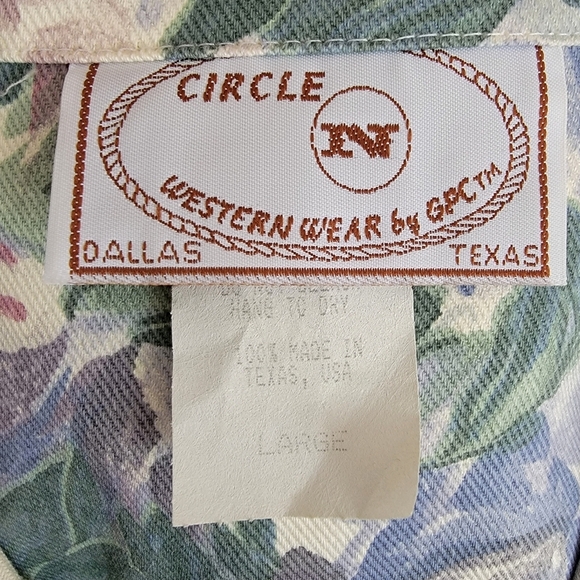 CIRCLE
N
WESTERN WEAR by GPC™
DALLAS TEXAS
HANG TO DRY
100% MADE IN
TEXAS, USA
LARGE